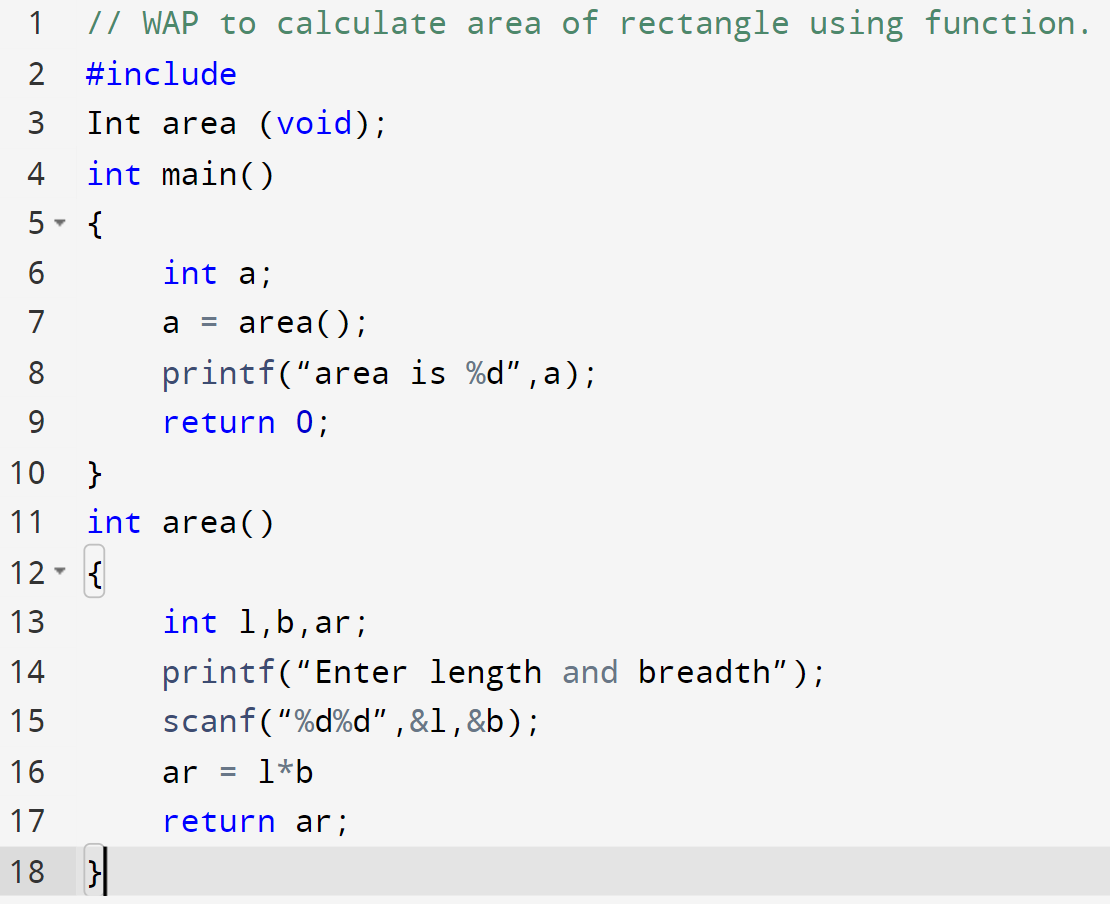 1 // WAP to calculate area of rectangle using function.
2 #include
3 Int area (void);
4 int main()
5 {
6     int a;
7     a = area();
8     printf(“area is %d”,a);
9     return 0;
10 }
11 int area()
12 {
13     int l,b,ar;
14     printf(“Enter length and breadth”);
15     scanf(“%d%d”,&l,&b);
16     ar = l*b
17     return ar;
18 }